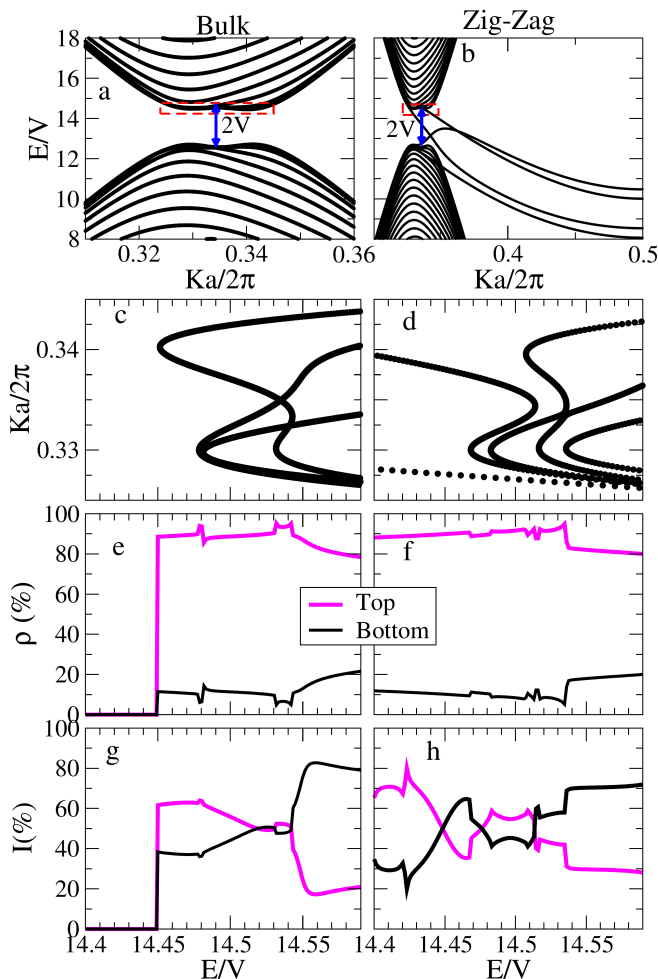 Bulk Zig-Zag
18 16 14 12 10 8
E/V
a 2V
b 2V
0.32 0.34 0.36 0.4 0.5
Ka/2π Ka/2π
c d
0.34
0.33
Ka/2π
100 80 60 40 20 0
ρ (%)
e f
Top
Bottom
100 80 60 40 20 0
I(%)
g h
14.4 14.45 14.5 14.55 14.4 14.45 14.5 14.55
E/V E/V